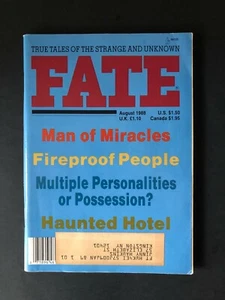 TRUE TALES OF THE STRANGE AND UNKNOWN
FATE
August 1988 U.S. $1.50
U.K. £1.10 Canada $1.95
Man of Miracles
Fireproof People
Multiple Personalities
or Possession?
Haunted Hotel